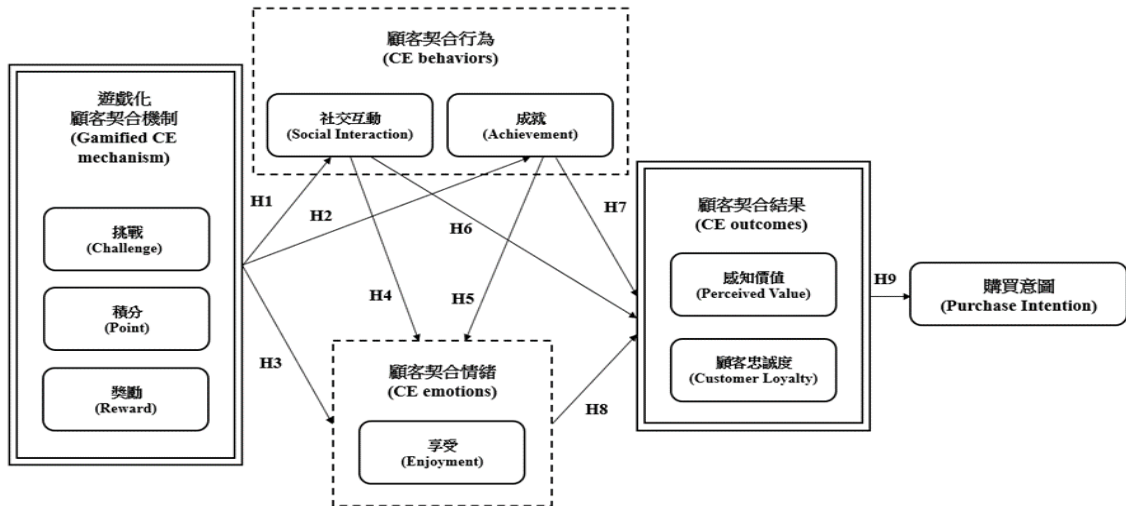 顧客契合行為
(CE behaviors)
遊戲化
顧客契合機制
(Gamified CE
mechanism)
社交互動
(Social Interaction)
成就
(Achievement)
H1
H2
H7
H6
挑戰
(Challenge)
顧客契合結果
(CE outcomes)
感知價值
(Perceived Value)
H9
購買意圖
(Purchase Intention)
積分
(Point)
H4
H5
H3
顧客契合情緒
(CE emotions)
顧客忠誠度
(Customer Loyalty)
獎勵
(Reward)
H8
享受
(Enjoyment)